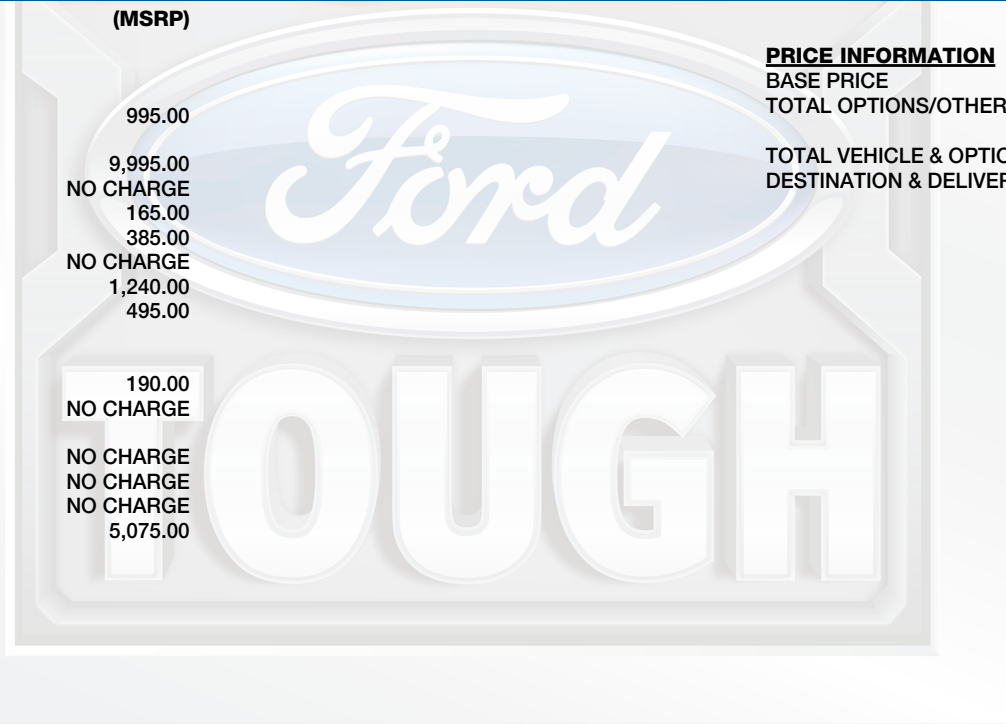 (MSRP)
995.00
9,995.00
NO CHARGE
165.00
385.00
NO CHARGE
1,240.00
495.00
190.00
NO CHARGE
NO CHARGE
NO CHARGE
NO CHARGE
5,075.00
PRICE INFORMATION
BASE PRICE
TOTAL OPTIONS/OTHER
TOTAL VEHICLE & OPTIO
DESTINATION & DELIVER
Ford
TOUGH